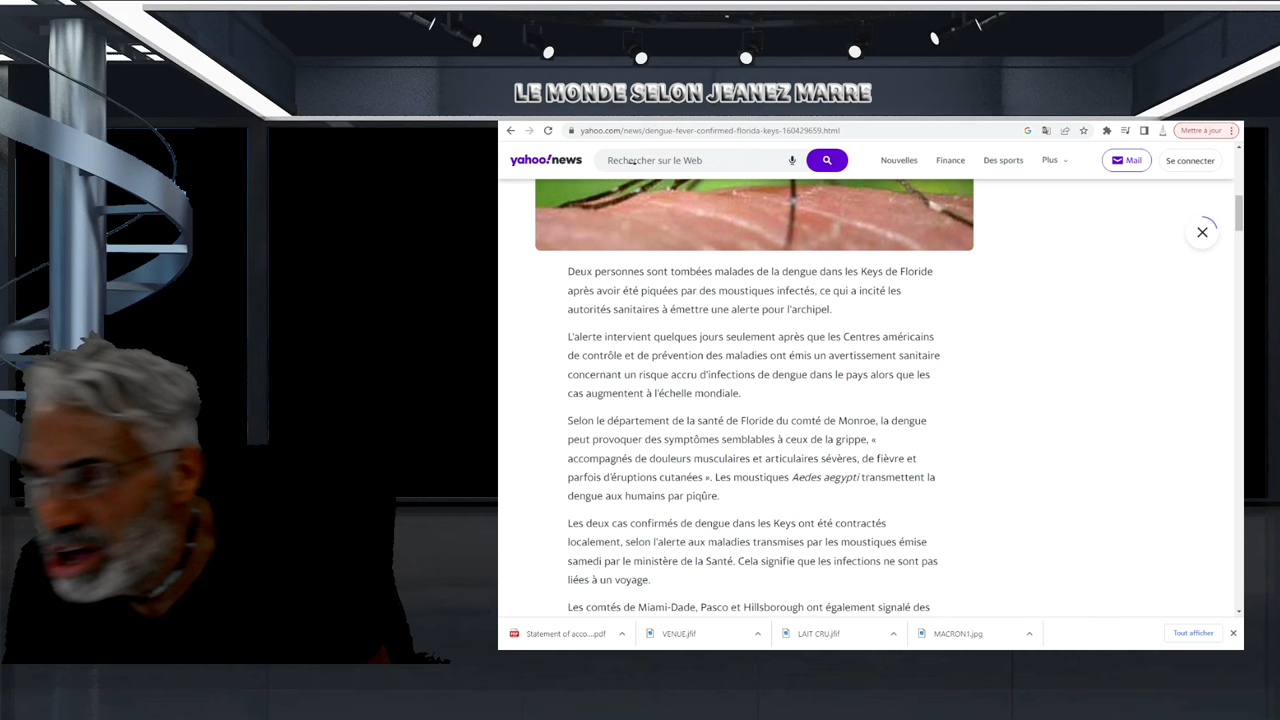 LE MONDE SELON JEANEZ MARRE
yahoo.com/news/dengue-fever-confirmed-florida-keys-160429659.html
Mettre à jour
yahoo!news
Rechercher sur le Web
Nouvelles
Finance
Des sports
Plus
Mail
Se connecter
Deux personnes sont tombées malades de la dengue dans les Keys de Floride
après avoir été piquées par des moustiques infectés, ce qui a incité les
autorités sanitaires à émettre une alerte pour l'archipel.
L'alerte intervient quelques jours seulement après que les Centres américains
de contrôle et de prévention des maladies ont émis un avertissement sanitaire
concernant un risque accru d'infections de dengue dans le pays alors que les
cas augmentent à l'échelle mondiale.
Selon le département de la santé de Floride du comté de Monroe, la dengue
peut provoquer des symptômes semblables à ceux de la grippe, «
accompagnés de douleurs musculaires et articulaires sévères, de fièvre et
parfois d'éruptions cutanées ». Les moustiques Aedes aegypti transmettent la
dengue aux humains par piqûre.
Les deux cas confirmés de dengue dans les Keys ont été contractés
localement, selon l'alerte aux maladies transmises par les moustiques émise
samedi par le ministère de la Santé. Cela signifie que les infections ne sont pas
liées à un voyage.
Les comtés de Miami-Dade, Pasco et Hillsborough ont également signalé des
Statement of acco....pdf
VENUE.jfif
LAIT CRU.jfif
MACRON1.jpg
Tout afficher